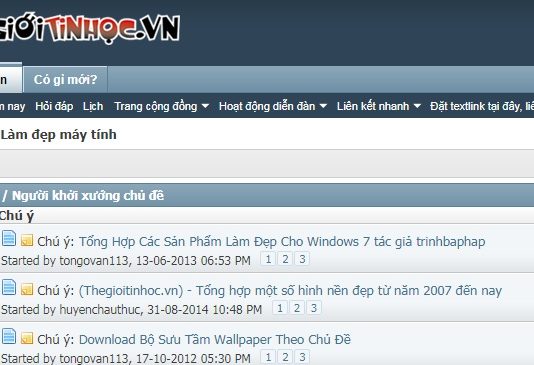 GIỚITINHỌC.VN
n
Có gì mới?
m nay Hỏi đáp Lịch Trang cộng đồng Hoạt động diễn đàn Liên kết nhanh Đặt textlink tại đây, liê
Làm đẹp máy tính
/ Người khởi xướng chủ đề
Chú ý
Chú ý: Tổng Hợp Các Sản Phẩm Làm Đẹp Cho Windows 7 tác giả trinhbaphap
Started by tongovan113, 13-06-2013 06:53 PM 1 2 3
Chú ý: (Thegioitinhoc.vn) - Tổng hợp một số hình nền đẹp từ năm 2007 đến nay
Started by huyenchauthuc, 31-08-2014 10:48 PM 1 2 3
Chú ý: Download Bộ Sưu Tầm Wallpaper Theo Chủ Đề
Started by tongovan113, 17-10-2012 05:30 PM 1 2 3